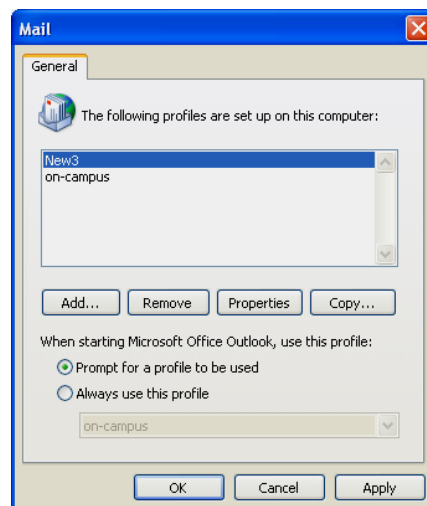 Mail
General
The following profiles are set up on this computer:
New3
on-campus
Add... Remove Properties Copy...
When starting Microsoft Office Outlook, use this profile:
Prompt for a profile to be used
Always use this profile
on-campus
OK Cancel Apply